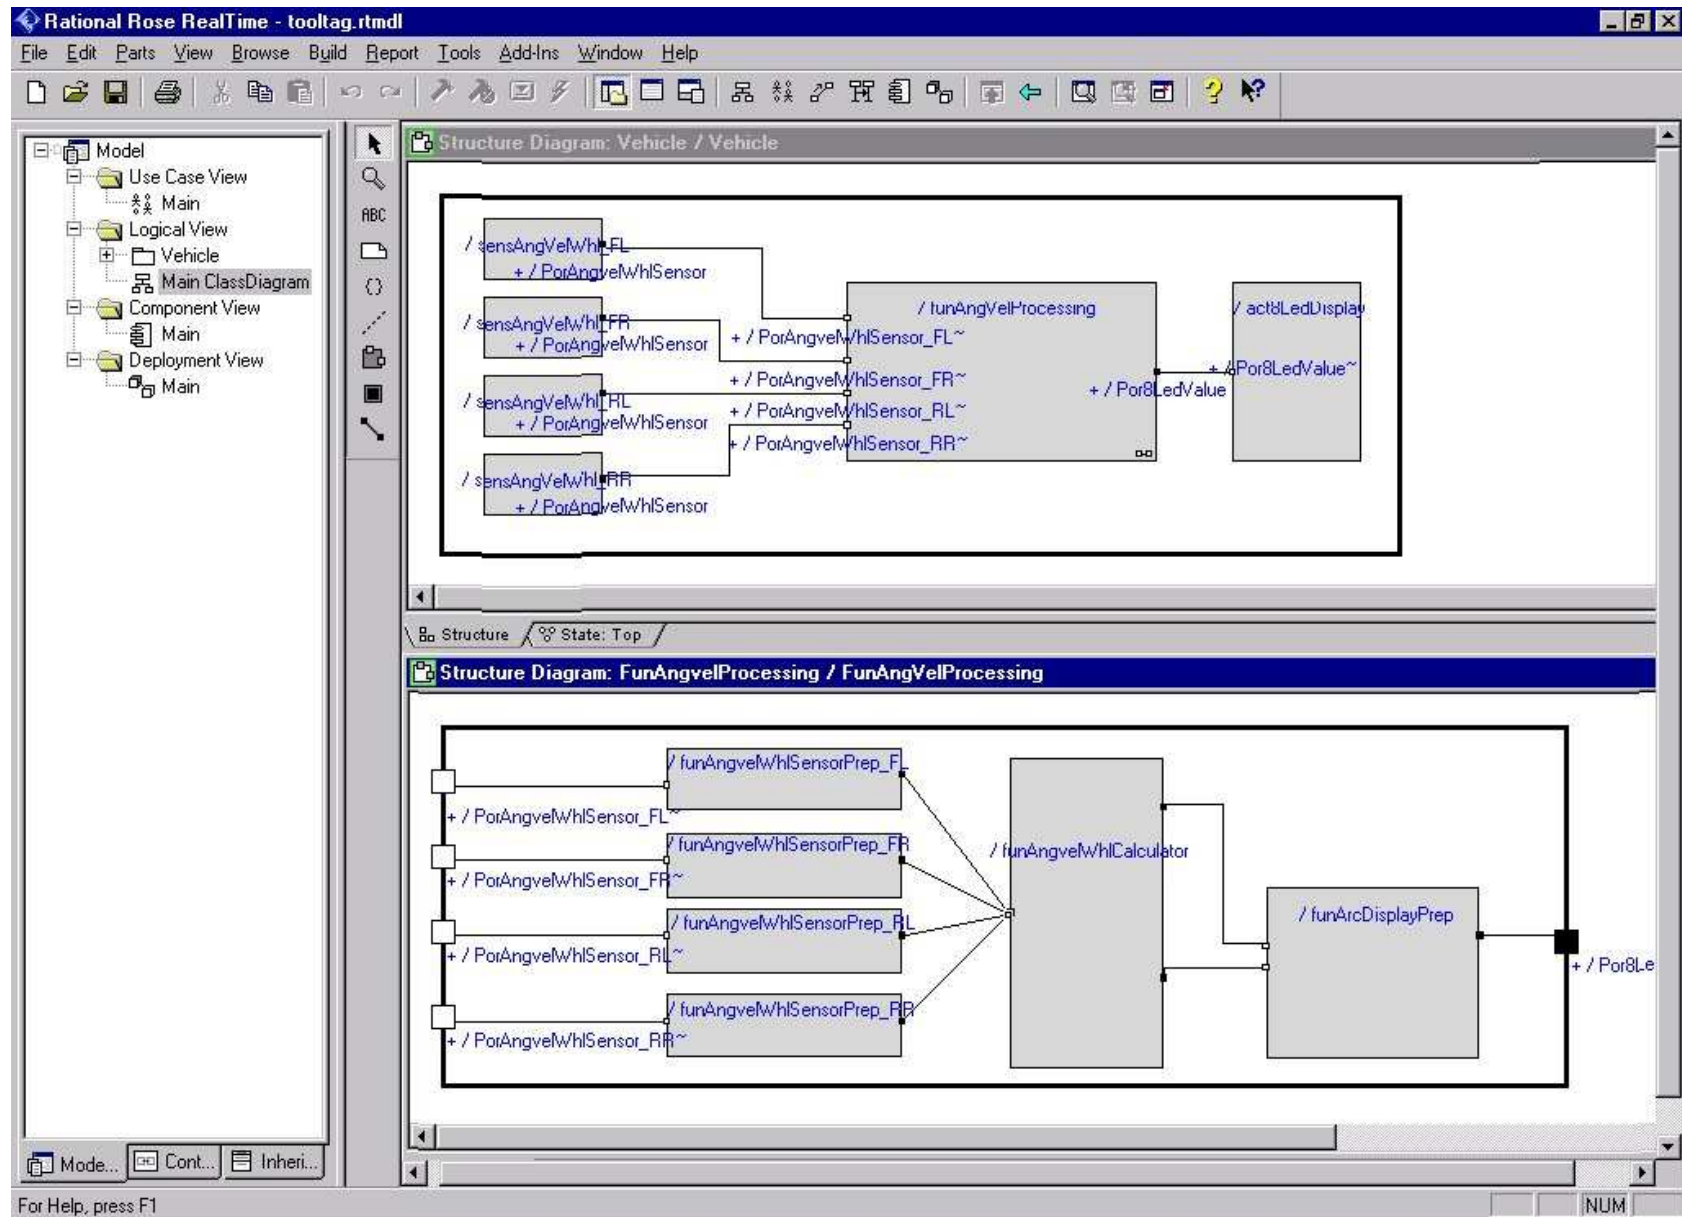 Rational Rose RealTime - tooltag.rtmdl
File Edit Parts View Browse Build Report Tools Add-Ins Window Help
Model
Use Case View
Main
Logical View
Vehicle
Main ClassDiagram
Component View
Main
Deployment View
Main
Mode... Cont... Inheri...
ABC
Structure Diagram: Vehicle / Vehicle
/ sensAngVelWhl_FL
+ / PorAngvelWhlSensor
/ sensAngVelWhl_FR
+ / PorAngvelWhlSensor
/ sensAngVelWhl_RL
+ / PorAngvelWhlSensor
/ sensAngVelWhl_RR
+ / PorAngvelWhlSensor
/ funAngVelProcessing
+ / PorAngvelWhlSensor_FL~
+ / PorAngvelWhlSensor_FR~
+ / PorAngvelWhlSensor_RL~
+ / PorAngvelWhlSensor_RR~
+ / Por8LedValue
/ act8LedDisplay
+ / Por8LedValue~
Structure State: Top
Structure Diagram: FunAngvelProcessing / FunAngVelProcessing
/ funAngvelWhlSensorPrep_FL
+ / PorAngvelWhlSensor_FL~
/ funAngvelWhlSensorPrep_FR
+ / PorAngvelWhlSensor_FR~
/ funAngvelWhlSensorPrep_RL
+ / PorAngvelWhlSensor_RL~
/ funAngvelWhlSensorPrep_RR
+ / PorAngvelWhlSensor_RR~
/ funAngvelWhlCalculator
/ funArcDisplayPrep
+ / Por8Le
For Help, press F1
NUM